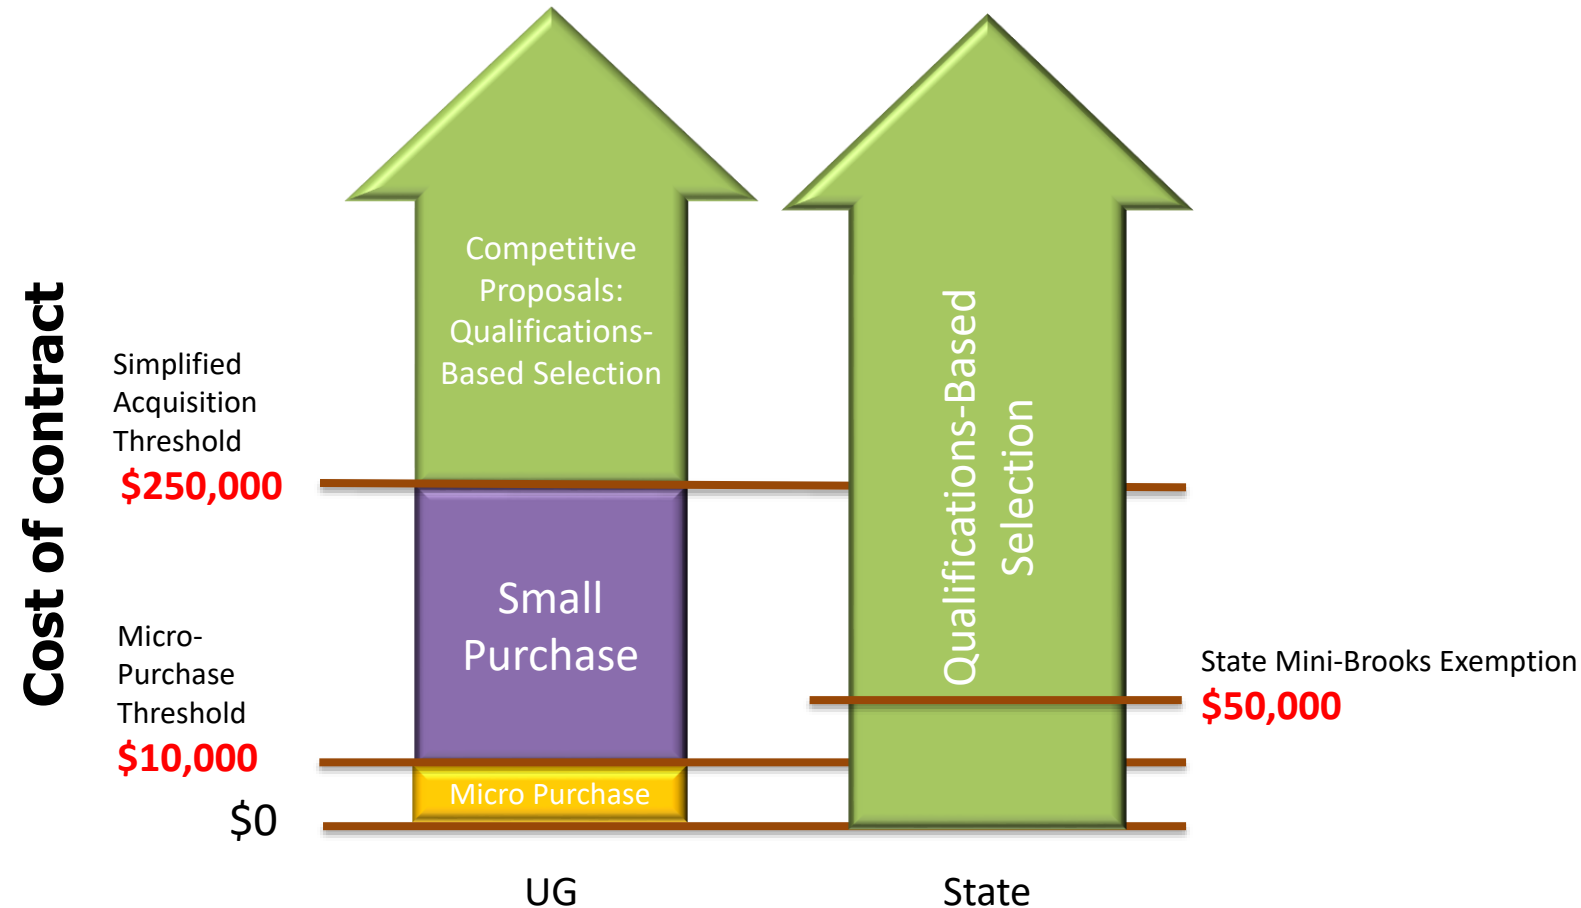 Cost of contract
Simplified
Acquisition
Threshold
$250,000
Micro-
Purchase
Threshold
$10,000
$0
Competitive
Proposals:
Qualifications-
Based Selection
Small
Purchase
Micro Purchase
UG
Qualifications-Based
Selection
State
State Mini-Brooks Exemption
$50,000